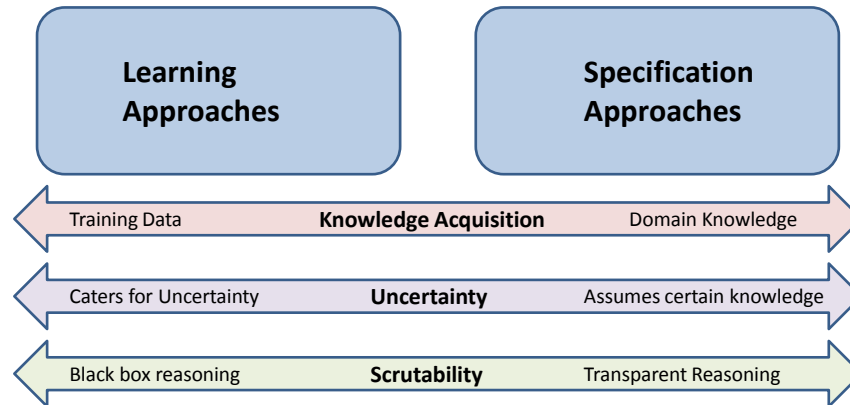 Learning
Approaches
Specification
Approaches
Training Data Knowledge Acquisition Domain Knowledge
Caters for Uncertainty Uncertainty Assumes certain knowledge
Black box reasoning Scrutability Transparent Reasoning